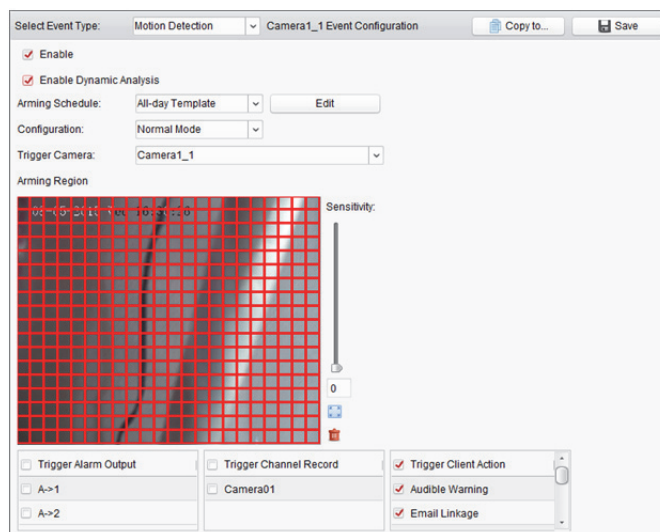 Select Event Type: Motion Detection Camera1_1 Event Configuration Copy to... Save
Enable
Enable Dynamic Analysis
Arming Schedule: All-day Template Edit
Configuration: Normal Mode
Trigger Camera: Camera1_1
Arming Region
Sensitivity:
0
Trigger Alarm Output Trigger Channel Record Trigger Client Action
A->1 Camera01 Audible Warning
A->2 Email Linkage